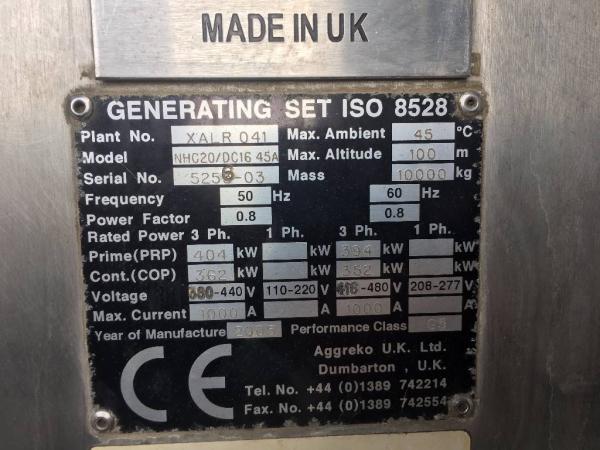 MADE IN UK
GENERATING SET ISO 8528
Plant No. XALR 041 Max. Ambient 45 °C
Model NHC20/DC16 45A Max. Altitude 100 m
Serial No. Mass 10000 kg
Frequency 50 Hz 60 Hz
Power Factor 0.8 0.8
Rated Power 3 Ph. 1 Ph. 3 Ph. 1 Ph.
Prime(PRP) 404 kW kW 394 kW kW
Cont.(COP) 362 kW kW 352 kW kW
Voltage 380-440 V 110-220 V 416-480 V 208-277 V
Max. Current 1000 A A 1000 A A
Year of Manufacture Performance Class G3
CE
Aggreko U.K. Ltd.
Dumbarton , U.K.
Tel. No. +44 (0)1389 742214
Fax. No. +44 (0)1389 742554